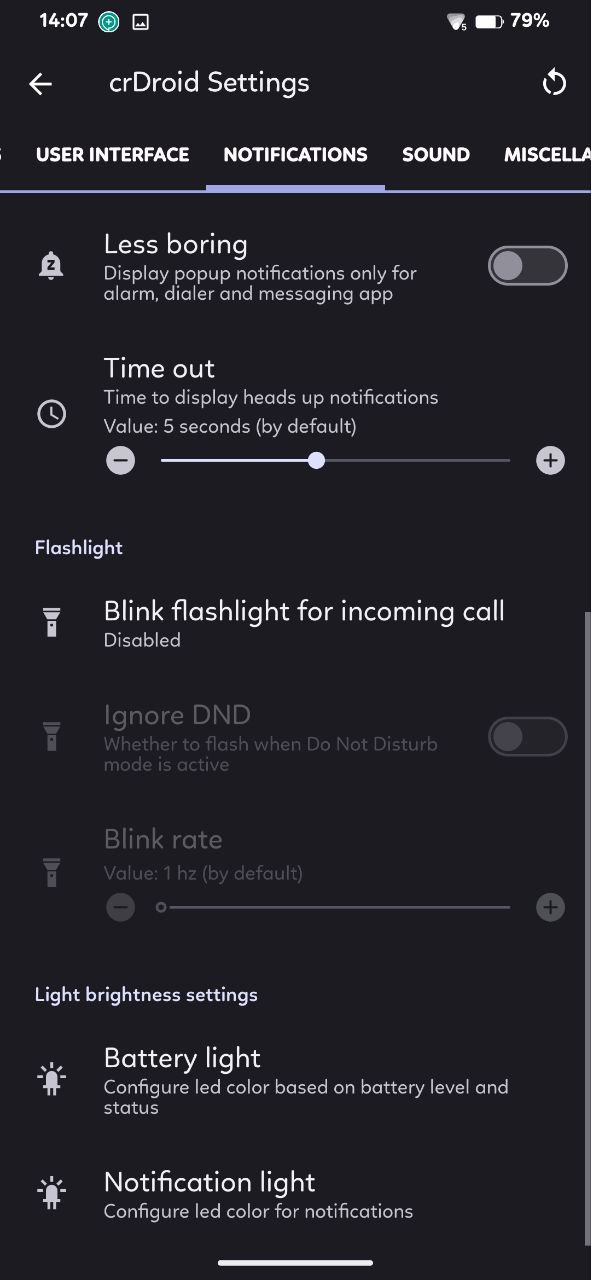 14:07
5
79%
crDroid Settings
S USER INTERFACE NOTIFICATIONS SOUND MISCELLA
Less boring
Display popup notifications only for
alarm, dialer and messaging app
Time out
Time to display heads up notifications
Value: 5 seconds (by default)
Flashlight
Blink flashlight for incoming call
Disabled
Ignore DND
Whether to flash when Do Not Disturb
mode is active
Blink rate
Value: 1 hz (by default)
Light brightness settings
Battery light
Configure led color based on battery level and
status
Notification light
Configure led color for notifications